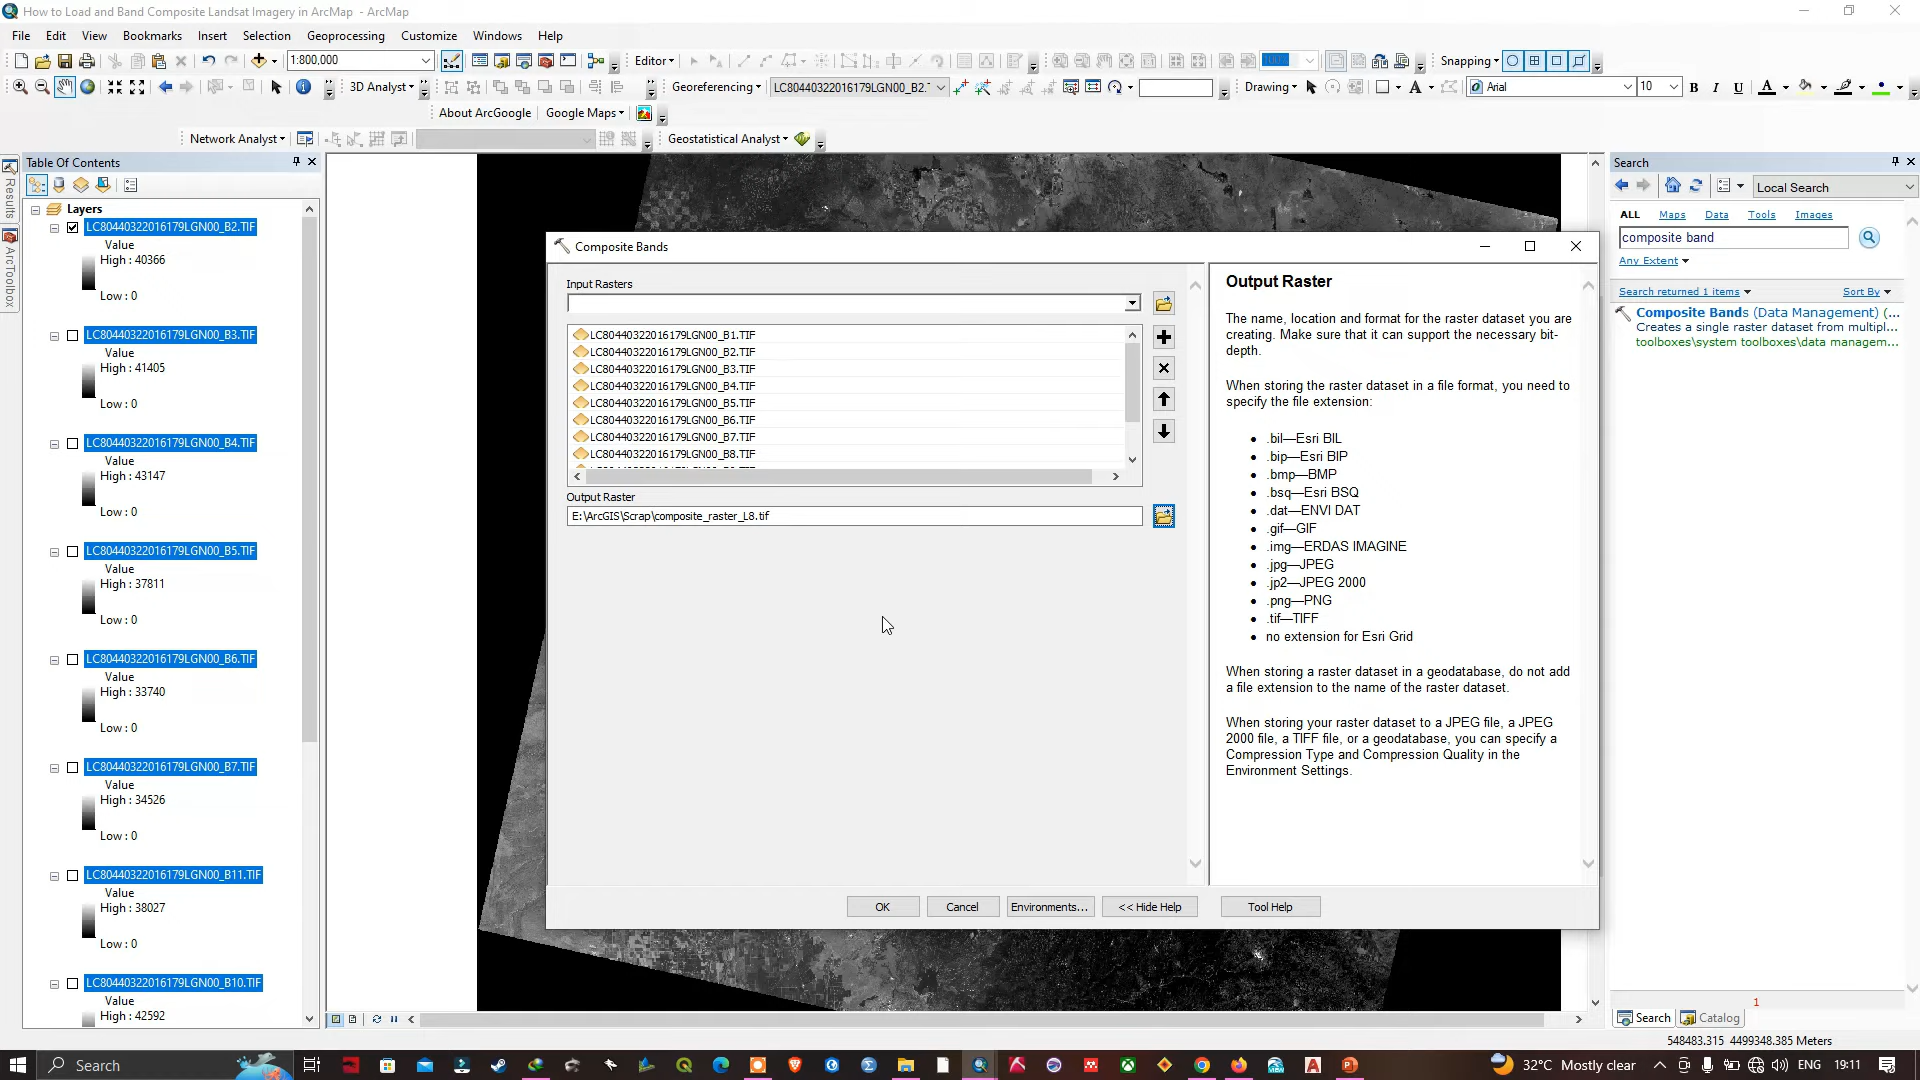 How to Load and Band Composite Landsat Imagery in ArcMap - ArcMap
File Edit View Bookmarks Insert Selection Geoprocessing Customize Windows Help
1:800,000
Editor
100%
Snapping
3D Analyst
Georeferencing
LC80440322016179LGN00_B2.T
Drawing
Arial
10
B I U A
About ArcGoogle Google Maps
Network Analyst
Geostatistical Analyst
Results
ArcToolbox
Table Of Contents
Layers
LC80440322016179LGN00_B2.TIF
Value
High : 40366
Low : 0
LC80440322016179LGN00_B3.TIF
Value
High : 41405
Low : 0
LC80440322016179LGN00_B4.TIF
Value
High : 43147
Low : 0
LC80440322016179LGN00_B5.TIF
Value
High : 37811
Low : 0
LC80440322016179LGN00_B6.TIF
Value
High : 33740
Low : 0
LC80440322016179LGN00_B7.TIF
Value
High : 34526
Low : 0
LC80440322016179LGN00_B11.TIF
Value
High : 38027
Low : 0
LC80440322016179LGN00_B10.TIF
Value
High : 42592
Composite Bands
Input Rasters
LC80440322016179LGN00_B1.TIF
LC80440322016179LGN00_B2.TIF
LC80440322016179LGN00_B3.TIF
LC80440322016179LGN00_B4.TIF
LC80440322016179LGN00_B5.TIF
LC80440322016179LGN00_B6.TIF
LC80440322016179LGN00_B7.TIF
LC80440322016179LGN00_B8.TIF
Output Raster
E:\ArcGIS\Scrap\composite_raster_L8.tif
OK Cancel Environments... << Hide Help Tool Help
Output Raster
The name, location and format for the raster dataset you are
creating. Make sure that it can support the necessary bit-
depth.
When storing the raster dataset in a file format, you need to
specify the file extension:
• .bil—Esri BIL
• .bip—Esri BIP
• .bmp—BMP
• .bsq—Esri BSQ
• .dat—ENVI DAT
• .gif—GIF
• .img—ERDAS IMAGINE
• .jpg—JPEG
• .jp2—JPEG 2000
• .png—PNG
• .tif—TIFF
• no extension for Esri Grid
When storing a raster dataset in a geodatabase, do not add
a file extension to the name of the raster dataset.
When storing your raster dataset to a JPEG file, a JPEG
2000 file, a TIFF file, or a geodatabase, you can specify a
Compression Type and Compression Quality in the
Environment Settings.
Search
Local Search
ALL Maps Data Tools Images
composite band
Any Extent
Search returned 1 items Sort By
Composite Bands (Data Management) (...
Creates a single raster dataset from multipl...
toolboxes\system toolboxes\data managem...
1
Search Catalog
548483.315 4499348.385 Meters
Search
32°C Mostly clear
ENG 19:11